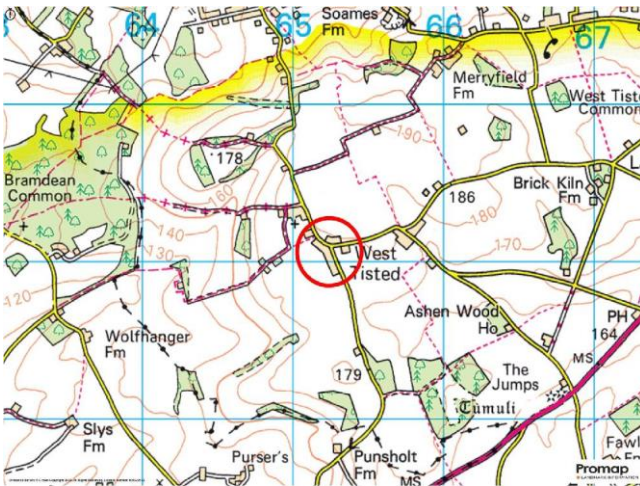 64
65
66
67
Soames
Fm
Merryfield
Fm
West Tist
Common
190
178
160
Bramdean
Common
186
Brick Kiln
Fm
180
140
130
170
120
West
Tisted
Ashen Wood
Ho
PH
164
Wolfhanger
Fm
MS
179
The
Jumps
Tumuli
Slys
Fm
Purser's
Punsholt
Fm
MS
Fawl
Promap